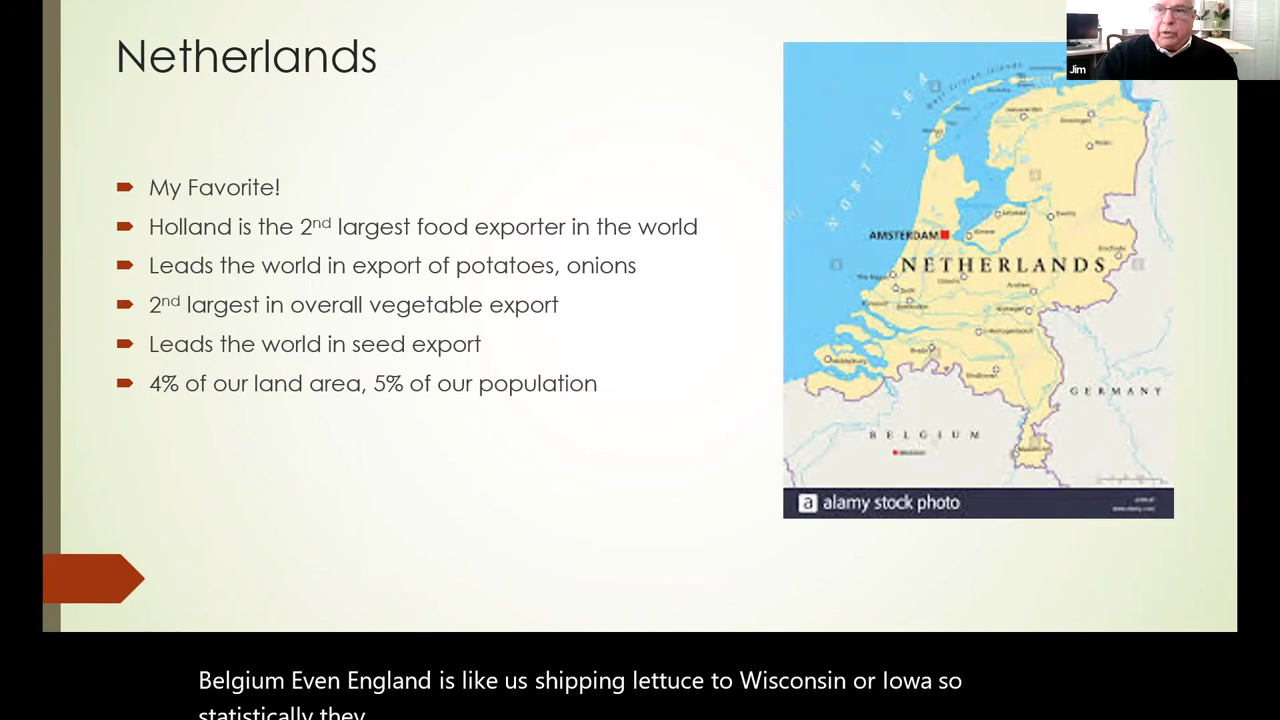 Netherlands
Jim
My Favorite!
Holland is the 2nd largest food exporter in the world
Leads the world in export of potatoes, onions
2nd largest in overall vegetable export
Leads the world in seed export
4% of our land area, 5% of our population
NORTH SEA
West Frisian Islands
AMSTERDAM
NETHERLANDS
GERMANY
BELGIUM
a alamy stock photo
Belgium Even England is like us shipping lettuce to Wisconsin or Iowa so
statistically they